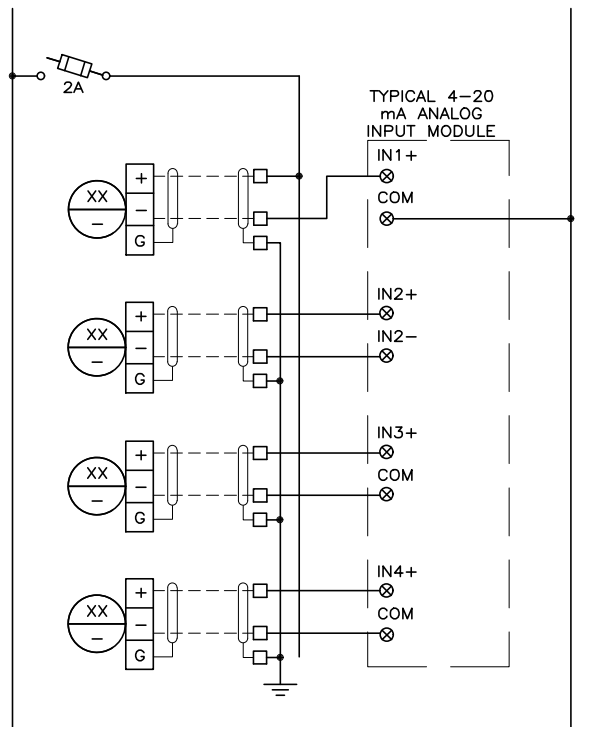 2A
TYPICAL 4-20
mA ANALOG
INPUT MODULE
IN1+
+
XX
COM
-
-
G
IN2+
+
XX
IN2-
-
-
G
IN3+
+
XX
COM
-
-
G
IN4+
+
XX
COM
-
-
G